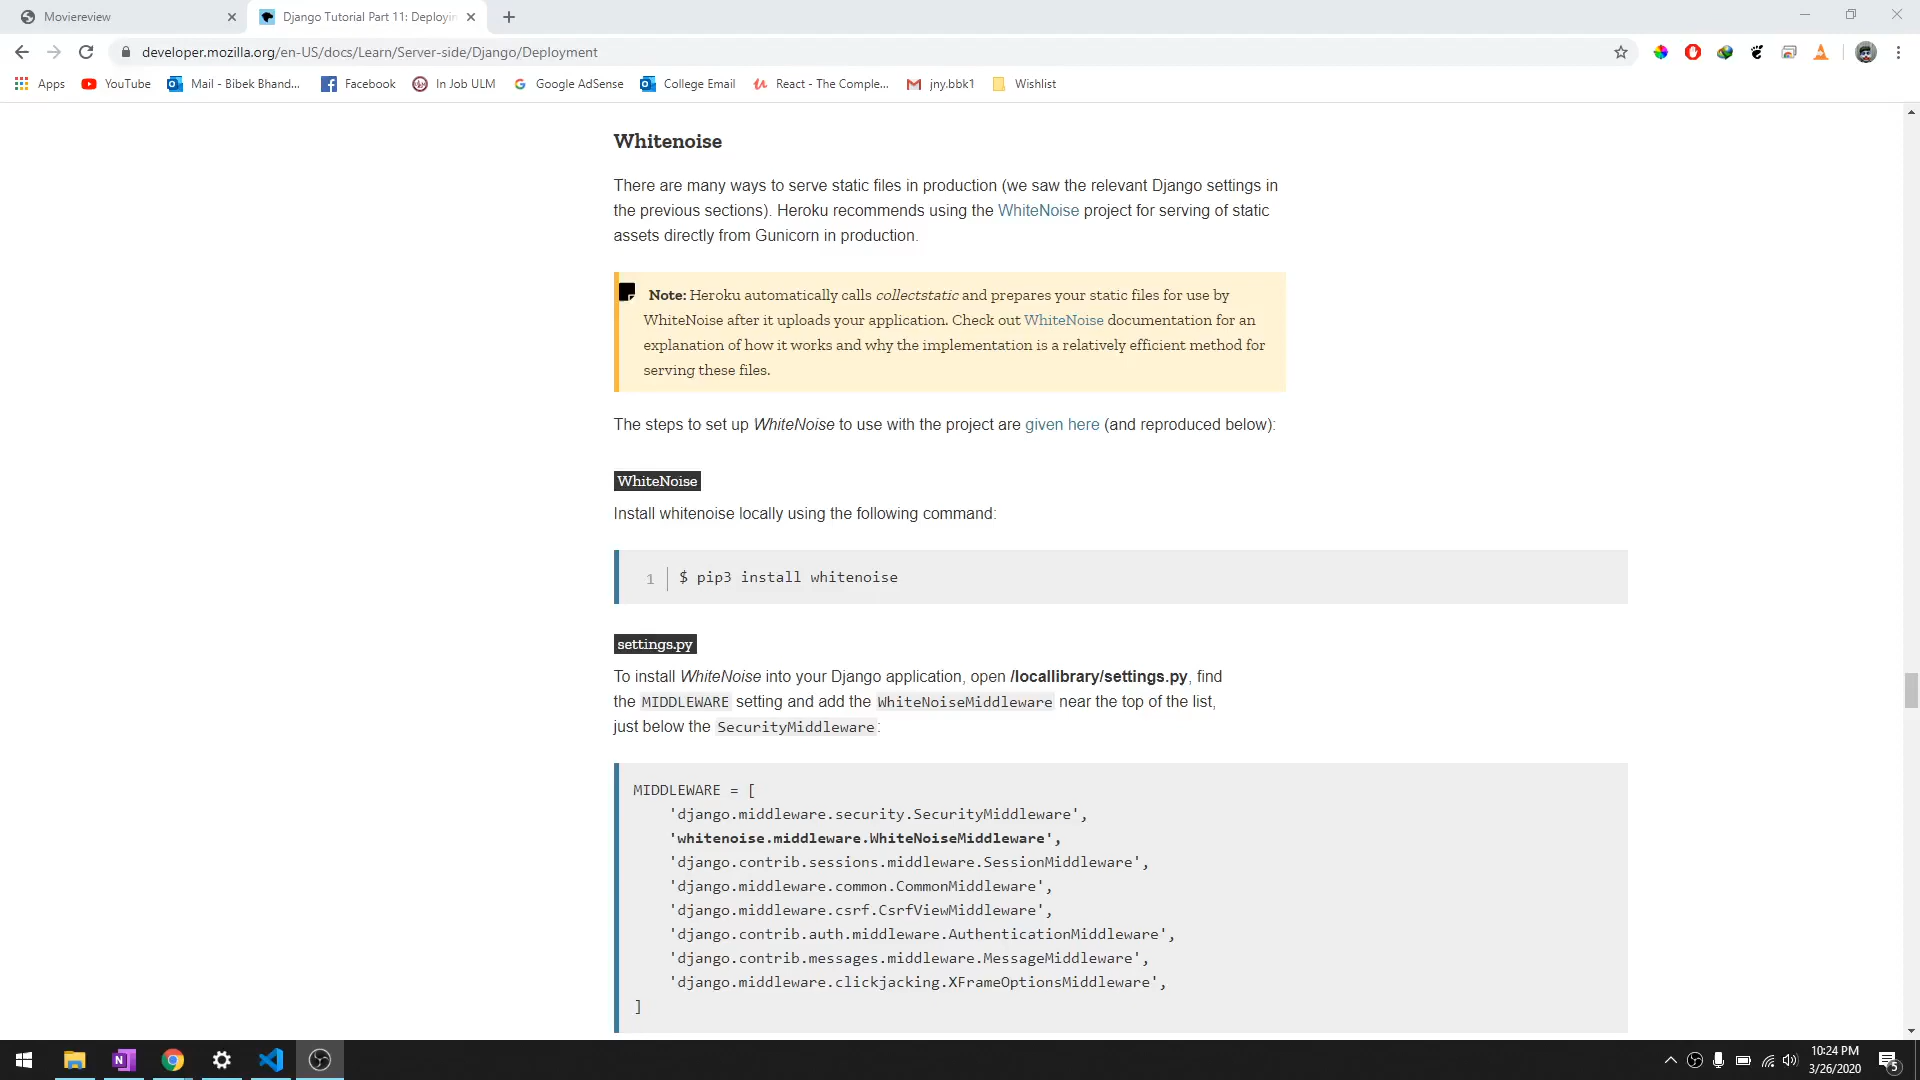 Moviereview
Django Tutorial Part 11: Deployin
developer.mozilla.org/en-US/docs/Learn/Server-side/Django/Deployment
Apps YouTube Mail - Bibek Bhand... Facebook In Job ULM Google AdSense College Email React - The Comple... jny.bbk1 Wishlist
Whitenoise
There are many ways to serve static files in production (we saw the relevant Django settings in
the previous sections). Heroku recommends using the WhiteNoise project for serving of static
assets directly from Gunicorn in production.
Note: Heroku automatically calls collectstatic and prepares your static files for use by
WhiteNoise after it uploads your application. Check out WhiteNoise documentation for an
explanation of how it works and why the implementation is a relatively efficient method for
serving these files.
The steps to set up WhiteNoise to use with the project are given here (and reproduced below):
WhiteNoise
Install whitenoise locally using the following command:
1 $ pip3 install whitenoise
settings.py
To install WhiteNoise into your Django application, open /locallibrary/settings.py, find
the MIDDLEWARE setting and add the WhiteNoiseMiddleware near the top of the list,
just below the SecurityMiddleware:
MIDDLEWARE = [
'django.middleware.security.SecurityMiddleware',
'whitenoise.middleware.WhiteNoiseMiddleware',
'django.contrib.sessions.middleware.SessionMiddleware',
'django.middleware.common.CommonMiddleware',
'django.middleware.csrf.CsrfViewMiddleware',
'django.contrib.auth.middleware.AuthenticationMiddleware',
'django.contrib.messages.middleware.MessageMiddleware',
'django.middleware.clickjacking.XFrameOptionsMiddleware',
]
N
10:24 PM
3/26/2020
5